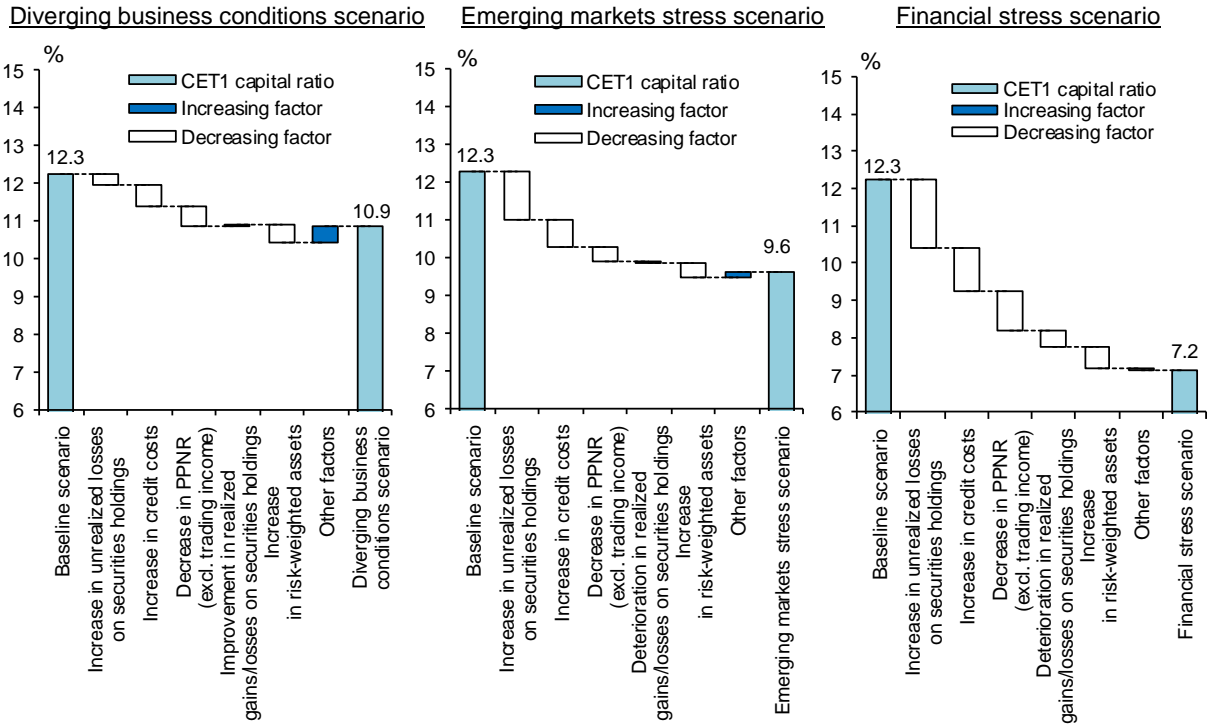 Diverging business conditions scenario
%
15
14
13
12
11
10
9
8
7
6
CET1 capital ratio
Increasing factor
Decreasing factor
12.3
10.9
Baseline scenario
Increase in unrealized losses
on securities holdings
Increase in credit costs
Decrease in PPNR
(excl. trading income)
Improvement in realized
gains/losses on securities holdings
Increase
in risk-weighted assets
Other factors
Diverging business
conditions scenario
Emerging markets stress scenario
%
15
14
13
12
11
10
9
8
7
6
CET1 capital ratio
Increasing factor
Decreasing factor
12.3
9.6
Baseline scenario
Increase in unrealized losses
on securities holdings
Increase in credit costs
Decrease in PPNR
(excl. trading income)
Deterioration in realized
gains/losses on securities holdings
Increase
in risk-weighted assets
Other factors
Emerging markets stress scenario
Financial stress scenario
%
15
14
13
12
11
10
9
8
7
6
CET1 capital ratio
Increasing factor
Decreasing factor
12.3
7.2
Baseline scenario
Increase in unrealized losses
on securities holdings
Increase in credit costs
Decrease in PPNR
(excl. trading income)
Deterioration in realized
gains/losses on securities holdings
Increase
in risk-weighted assets
Other factors
Financial stress scenario